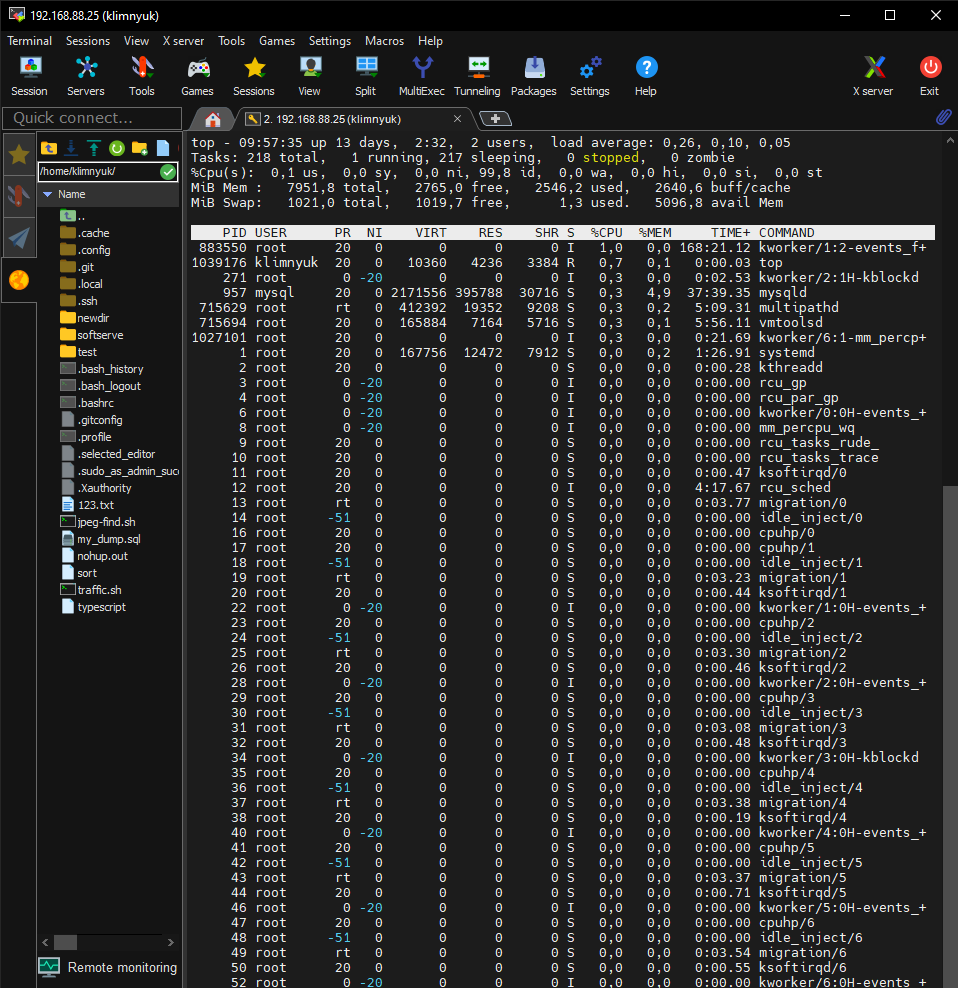 192.168.88.25 (klimnyuk)
Terminal Sessions View X server Tools Games Settings Macros Help
Session Servers Tools Games Sessions View Split MultiExec Tunneling Packages Settings Help X server Exit
Quick connect...
2. 192.168.88.25 (klimnyuk)
/home/klimnyuk/
Name
..
.cache
.config
.git
.local
.ssh
newdir
softserve
test
.bash_history
.bash_logout
.bashrc
.gitconfig
.profile
.selected_editor
.sudo_as_admin_succ
.Xauthority
123.txt
jpeg-find.sh
my_dump.sql
nohup.out
sort
traffic.sh
typescript
Remote monitoring
top - 09:57:35 up 13 days,  2:32,  2 users,  load average: 0,26, 0,10, 0,05
Tasks: 218 total,   1 running, 217 sleeping,   0 stopped,   0 zombie
%Cpu(s):  0,1 us,  0,0 sy,  0,0 ni, 99,8 id,  0,0 wa,  0,0 hi,  0,0 si,  0,0 st
MiB Mem :   7951,8 total,   2765,0 free,   2546,2 used,   2640,6 buff/cache
MiB Swap:   1021,0 total,   1019,7 free,      1,3 used.   5096,8 avail Mem
PID USER PR NI VIRT RES SHR S %CPU %MEM TIME+ COMMAND
883550 root 20 0 0 0 0 I 1,0 0,0 168:21.12 kworker/1:2-events_f+
1039176 klimnyuk 20 0 10360 4236 3384 R 0,7 0,1 0:00.03 top
271 root 0 -20 0 0 0 I 0,3 0,0 0:02.53 kworker/2:1H-kblockd
957 mysql 20 0 2171556 395788 30716 S 0,3 4,9 37:39.35 mysqld
715629 root rt 0 412392 19352 9208 S 0,3 0,2 5:09.31 multipathd
715694 root 20 0 165884 7164 5716 S 0,3 0,1 5:56.11 vmtoolsd
1027101 root 20 0 0 0 0 I 0,3 0,0 0:21.69 kworker/6:1-mm_percp+
1 root 20 0 167756 12472 7912 S 0,0 0,2 1:26.91 systemd
2 root 20 0 0 0 0 S 0,0 0,0 0:00.28 kthreadd
3 root 0 -20 0 0 0 I 0,0 0,0 0:00.00 rcu_gp
4 root 0 -20 0 0 0 I 0,0 0,0 0:00.00 rcu_par_gp
6 root 0 -20 0 0 0 I 0,0 0,0 0:00.00 kworker/0:0H-events_+
8 root 0 -20 0 0 0 I 0,0 0,0 0:00.00 mm_percpu_wq
9 root 20 0 0 0 0 S 0,0 0,0 0:00.00 rcu_tasks_rude_
10 root 20 0 0 0 0 S 0,0 0,0 0:00.00 rcu_tasks_trace
11 root 20 0 0 0 0 S 0,0 0,0 0:00.47 ksoftirqd/0
12 root 20 0 0 0 0 I 0,0 0,0 4:17.67 rcu_sched
13 root rt 0 0 0 0 S 0,0 0,0 0:03.77 migration/0
14 root -51 0 0 0 0 S 0,0 0,0 0:00.00 idle_inject/0
16 root 20 0 0 0 0 S 0,0 0,0 0:00.00 cpuhp/0
17 root 20 0 0 0 0 S 0,0 0,0 0:00.00 cpuhp/1
18 root -51 0 0 0 0 S 0,0 0,0 0:00.00 idle_inject/1
19 root rt 0 0 0 0 S 0,0 0,0 0:03.23 migration/1
20 root 20 0 0 0 0 S 0,0 0,0 0:00.44 ksoftirqd/1
22 root 0 -20 0 0 0 I 0,0 0,0 0:00.00 kworker/1:0H-events_+
23 root 20 0 0 0 0 S 0,0 0,0 0:00.00 cpuhp/2
24 root -51 0 0 0 0 S 0,0 0,0 0:00.00 idle_inject/2
25 root rt 0 0 0 0 S 0,0 0,0 0:03.30 migration/2
26 root 20 0 0 0 0 S 0,0 0,0 0:00.46 ksoftirqd/2
28 root 0 -20 0 0 0 I 0,0 0,0 0:00.00 kworker/2:0H-events_+
29 root 20 0 0 0 0 S 0,0 0,0 0:00.00 cpuhp/3
30 root -51 0 0 0 0 S 0,0 0,0 0:00.00 idle_inject/3
31 root rt 0 0 0 0 S 0,0 0,0 0:03.08 migration/3
32 root 20 0 0 0 0 S 0,0 0,0 0:00.48 ksoftirqd/3
34 root 0 -20 0 0 0 I 0,0 0,0 0:00.00 kworker/3:0H-kblockd
35 root 20 0 0 0 0 S 0,0 0,0 0:00.00 cpuhp/4
36 root -51 0 0 0 0 S 0,0 0,0 0:00.00 idle_inject/4
37 root rt 0 0 0 0 S 0,0 0,0 0:03.38 migration/4
38 root 20 0 0 0 0 S 0,0 0,0 0:00.19 ksoftirqd/4
40 root 0 -20 0 0 0 I 0,0 0,0 0:00.00 kworker/4:0H-events_+
41 root 20 0 0 0 0 S 0,0 0,0 0:00.00 cpuhp/5
42 root -51 0 0 0 0 S 0,0 0,0 0:00.00 idle_inject/5
43 root rt 0 0 0 0 S 0,0 0,0 0:03.37 migration/5
44 root 20 0 0 0 0 S 0,0 0,0 0:00.71 ksoftirqd/5
46 root 0 -20 0 0 0 I 0,0 0,0 0:00.00 kworker/5:0H-events_+
47 root 20 0 0 0 0 S 0,0 0,0 0:00.00 cpuhp/6
48 root -51 0 0 0 0 S 0,0 0,0 0:00.00 idle_inject/6
49 root rt 0 0 0 0 S 0,0 0,0 0:03.54 migration/6
50 root 20 0 0 0 0 S 0,0 0,0 0:00.55 ksoftirqd/6
52 root 0 -20 0 0 0 I 0,0 0,0 0:00.00 kworker/6:0H-events_+